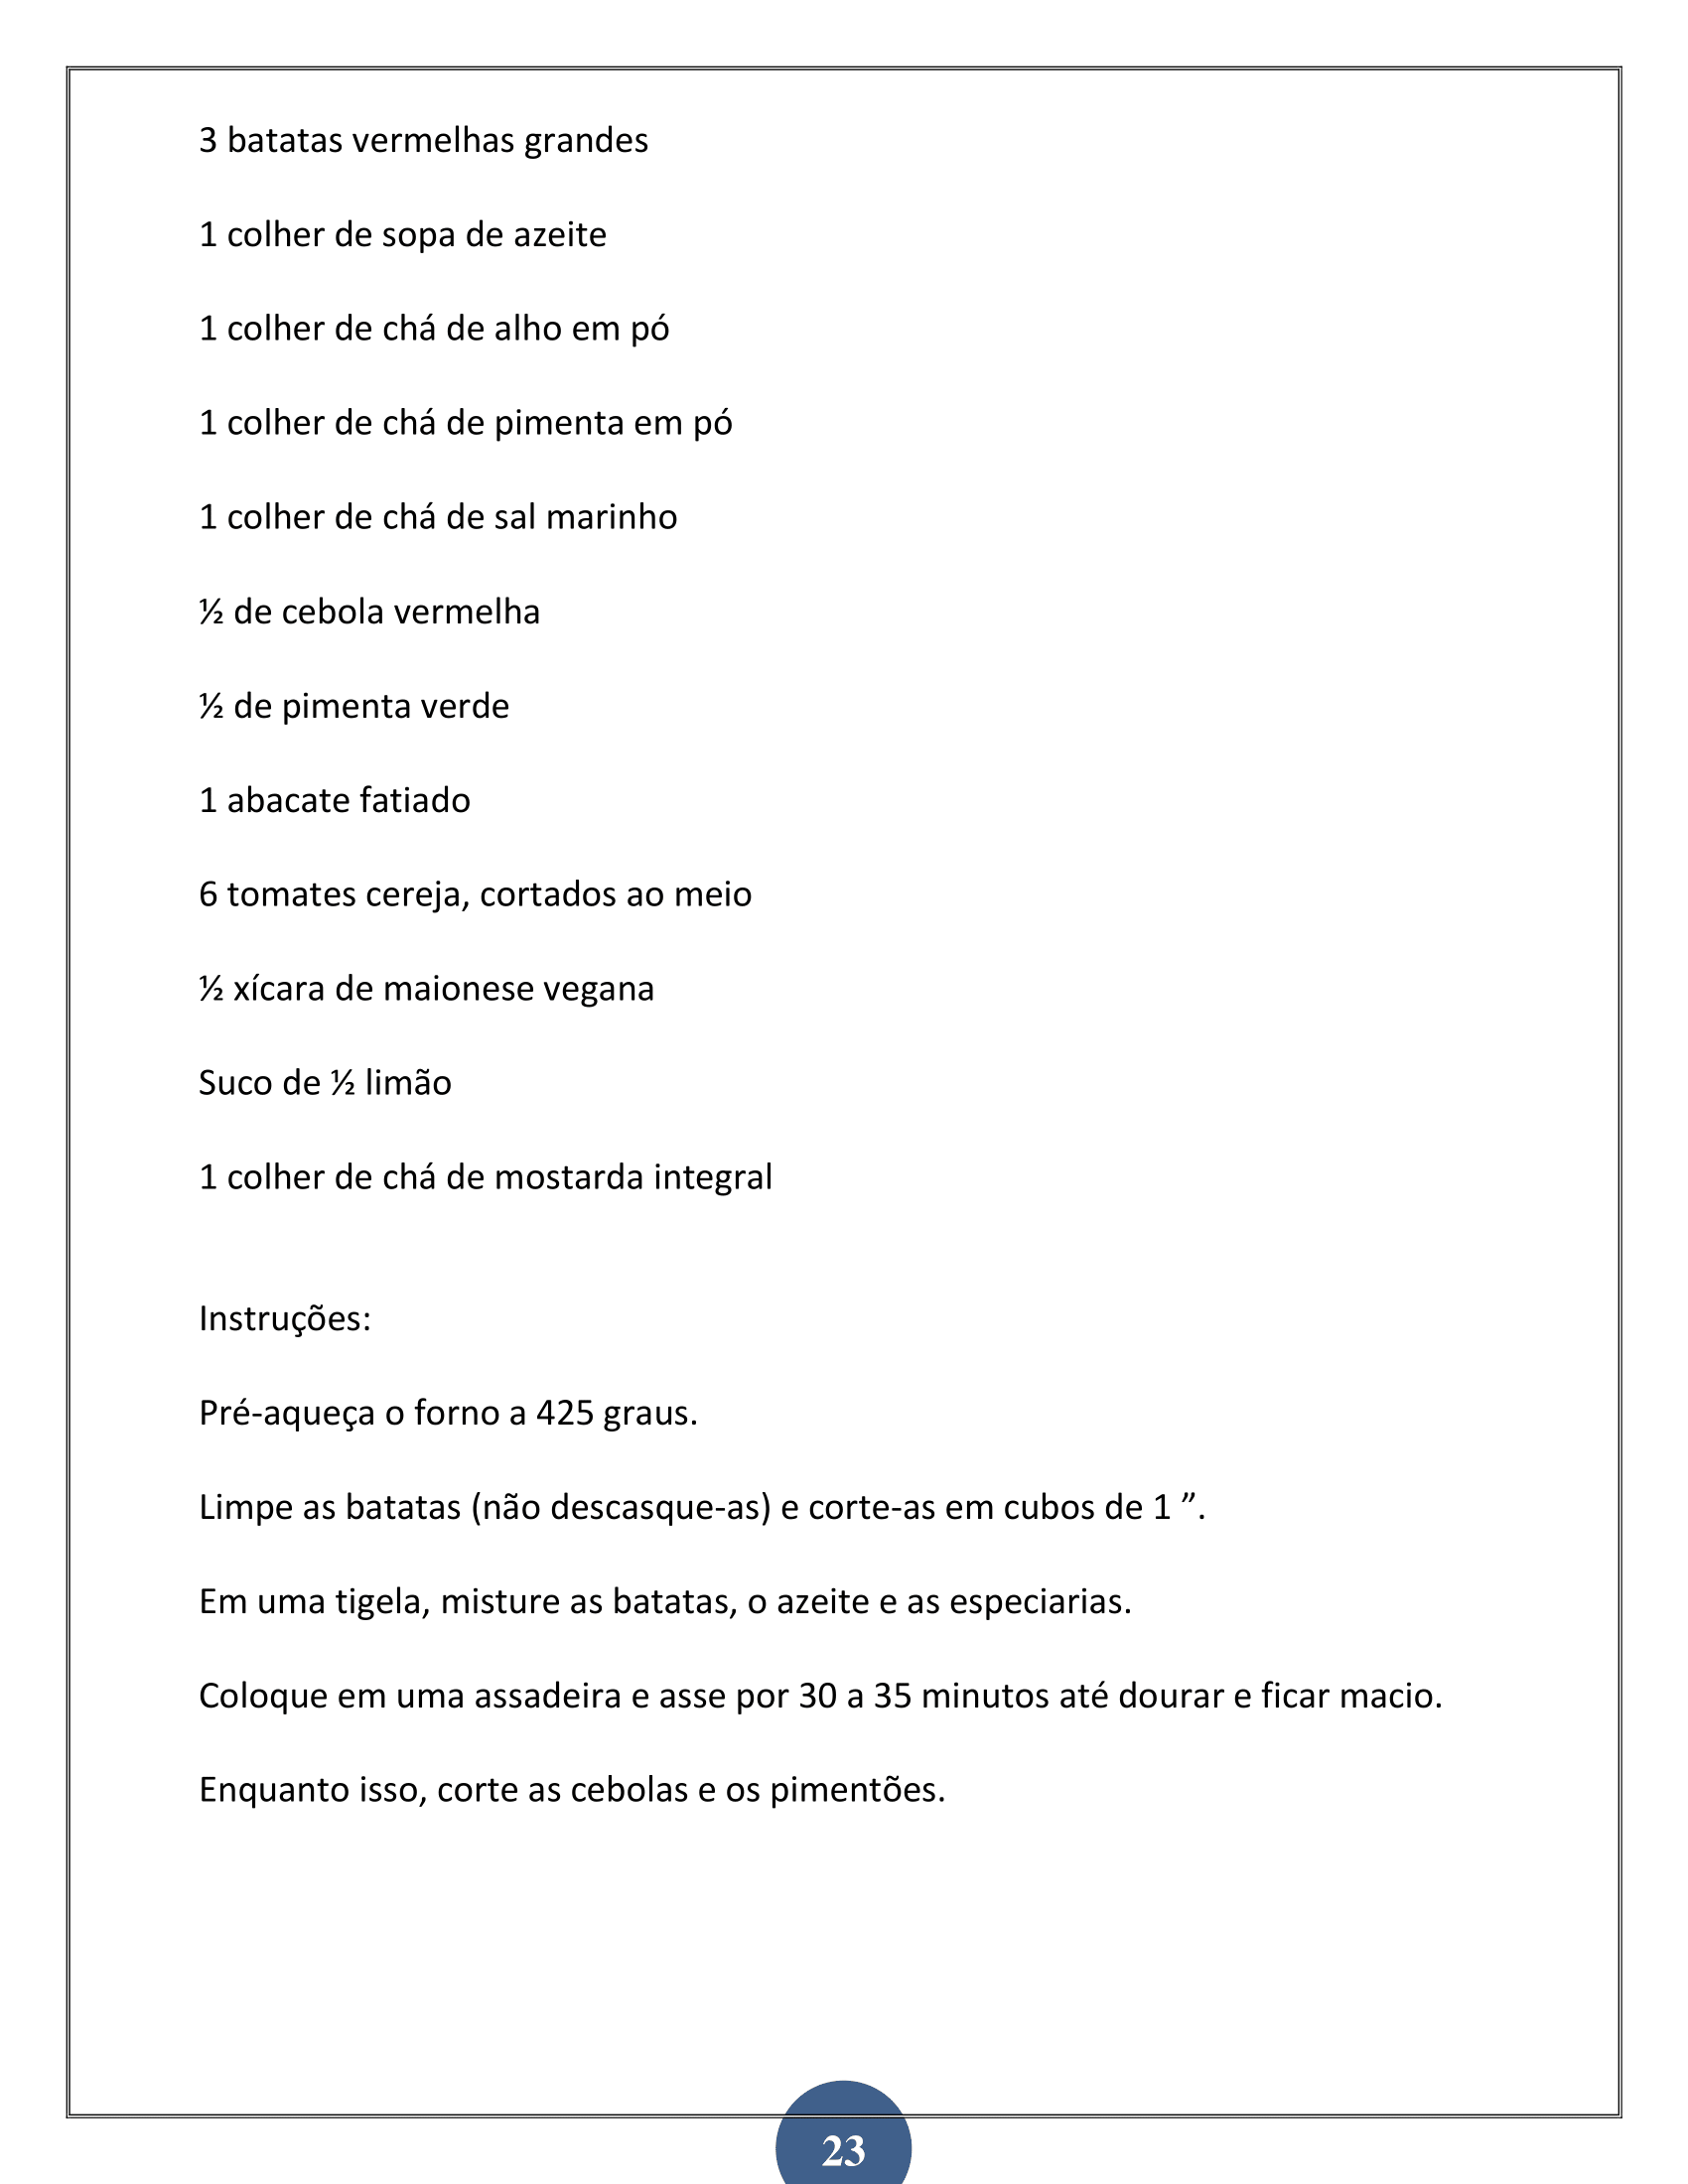 3 batatas vermelhas grandes
1 colher de sopa de azeite
1 colher de chá de alho em pó
1 colher de chá de pimenta em pó
1 colher de chá de sal marinho
½ de cebola vermelha
½ de pimenta verde
1 abacate fatiado
6 tomates cereja, cortados ao meio
½ xícara de maionese vegana
Suco de ½ limão
1 colher de chá de mostarda integral
Instruções:
Pré-aqueça o forno a 425 graus.
Limpe as batatas (não descasque-as) e corte-as em cubos de 1 ”.
Em uma tigela, misture as batatas, o azeite e as especiarias.
Coloque em uma assadeira e asse por 30 a 35 minutos até dourar e ficar macio.
Enquanto isso, corte as cebolas e os pimentões.
23